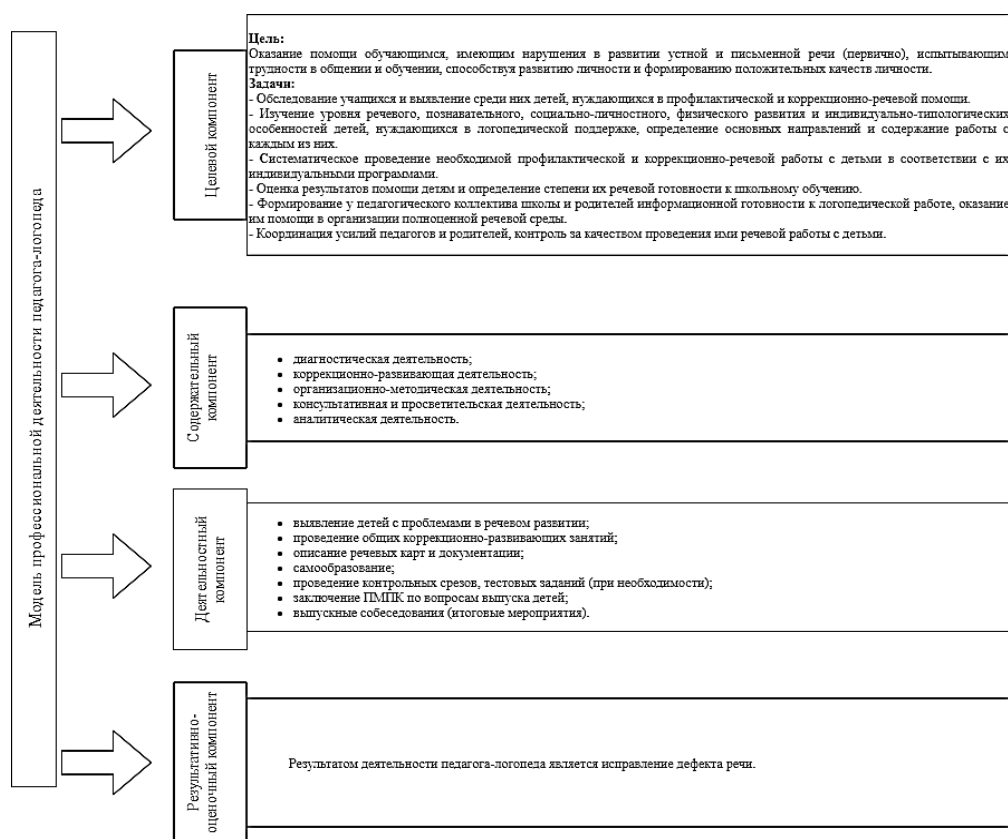 Модель профессиональной деятельности педагога-логопеда
Целевой компонент
Цель:
Оказание помощи обучающимся, имеющим нарушения в развитии устной и письменной речи (первично), испытывающим
трудности в общении и обучении, способствуя развитию личности и формированию положительных качеств личности.
Задачи:
- Обследование учащихся и выявление среди них детей, нуждающихся в профилактической и коррекционно-речевой помощи.
- Изучение уровня речевого, познавательного, социально-личностного, физического развития и индивидуально-типологических
особенностей детей, нуждающихся в логопедической поддержке, определение основных направлений и содержание работы с
каждым из них.
- Систематическое проведение необходимой профилактической и коррекционно-речевой работы с детьми в соответствии с их
индивидуальными программами.
- Оценка результатов помощи детям и определение степени их речевой готовности к школьному обучению.
- Формирование у педагогического коллектива школы и родителей информационной готовности к логопедической работе, оказание
им помощи в организации полноценной речевой среды.
- Координация усилий педагогов и родителей, контроль за качеством проведения ими речевой работы с детьми.
Содержательный
компонент
• диагностическая деятельность;
• коррекционно-развивающая деятельность;
• организационно-методическая деятельность;
• консультативная и просветительская деятельность;
• аналитическая деятельность.
Деятельностный
компонент
• выявление детей с проблемами в речевом развитии;
• проведение общих коррекционно-развивающих занятий;
• описание речевых карт и документации;
• самообразование;
• проведение контрольных срезов, тестовых заданий (при необходимости);
• заключение ПМПК по вопросам выпуска детей;
• выпускные собеседования (итоговые мероприятия).
Результативно-
оценочный компонент
Результатом деятельности педагога-логопеда является исправление дефекта речи.